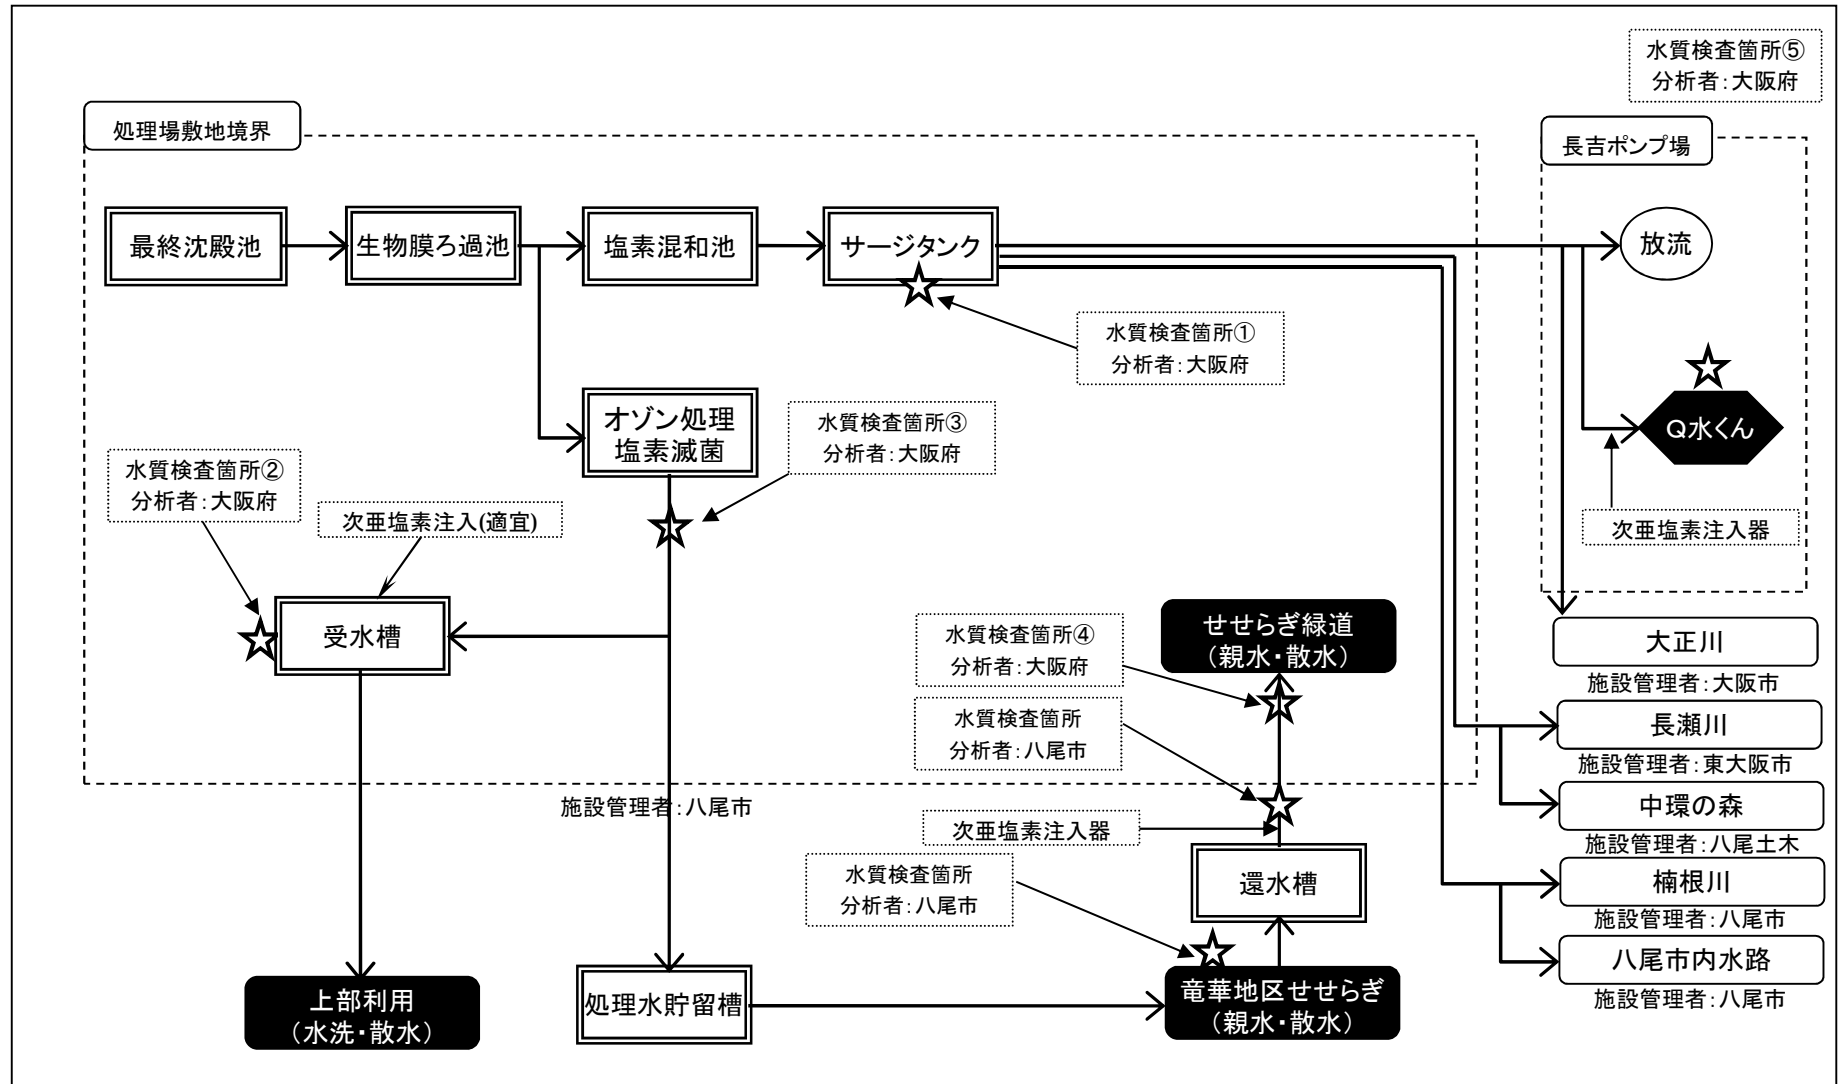 水質検査箇所⑤
分析者:大阪府
処理場敷地境界
長吉ポンプ場
最終沈殿池
生物膜ろ過池
塩素混和池
サージタンク
放流
水質検査箇所①
分析者:大阪府
オゾン処理
塩素滅菌
水質検査箇所③
分析者:大阪府
Q水くん
水質検査箇所②
分析者:大阪府
次亜塩素注入(適宜)
次亜塩素注入器
受水槽
せせらぎ緑道
(親水・散水)
水質検査箇所④
分析者:大阪府
大正川
施設管理者:大阪市
水質検査箇所
分析者:八尾市
長瀬川
施設管理者:東大阪市
施設管理者:八尾市
中環の森
施設管理者:八尾土木
次亜塩素注入器
水質検査箇所
分析者:八尾市
還水槽
楠根川
施設管理者:八尾市
八尾市内水路
施設管理者:八尾市
上部利用
(水洗・散水)
処理水貯留槽
竜華地区せせらぎ
(親水・散水)